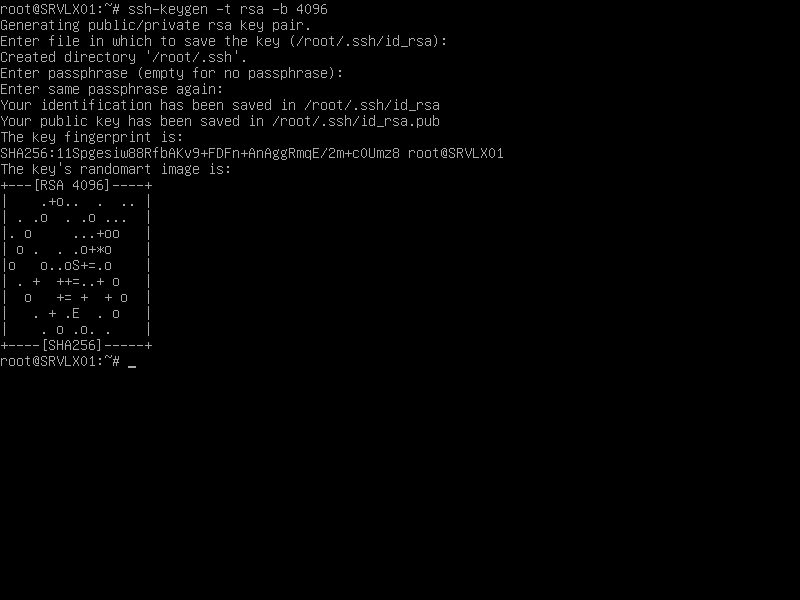 root@SRVLX01:~# ssh-keygen -t rsa -b 4096
Generating public/private rsa key pair.
Enter file in which to save the key (/root/.ssh/id_rsa):
Created directory '/root/.ssh'.
Enter passphrase (empty for no passphrase):
Enter same passphrase again:
Your identification has been saved in /root/.ssh/id_rsa
Your public key has been saved in /root/.ssh/id_rsa.pub
The key fingerprint is:
SHA256:11Spgesiw88RfbAKv9+FDFn+AnAggRmqE/2m+cOUmz8 root@SRVLX01
The key's randomart image is:
+---[RSA 4096]----+
|    .+o..  .  .. |
| . .o  . .o ...  |
|. o     ...+oo   |
| o .  . .o+*o    |
|o   o..oS+=.o    |
| . +  ++=..+ o   |
|  o   += +  + o  |
|   . + .E  . o   |
|    . o .o. .    |
+----[SHA256]-----+
root@SRVLX01:~# _